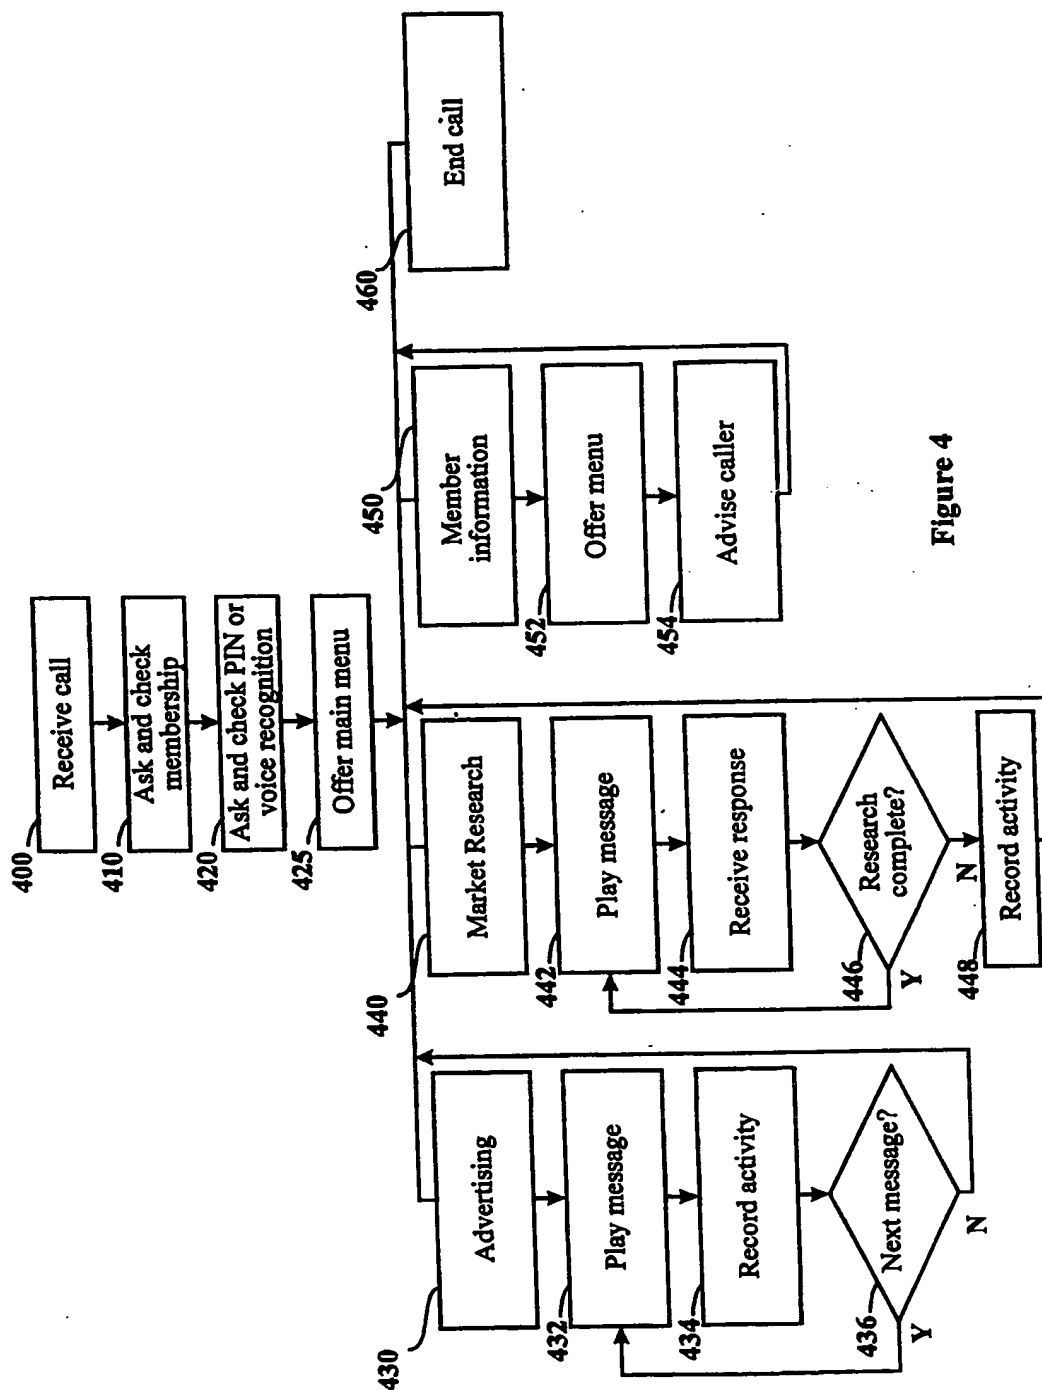 400
Receive call
410
Ask and check
membership
420
Ask and check PIN or
voice recognition
425
Offer main menu
430
Advertising
432
Play message
434
Record activity
436
Next message?
Y
N
440
Market Research
442
Play message
444
Receive response
446
Research
complete?
Y
N
448
Record activity
450
Member
information
452
Offer menu
454
Advise caller
460
End call
Figure 4